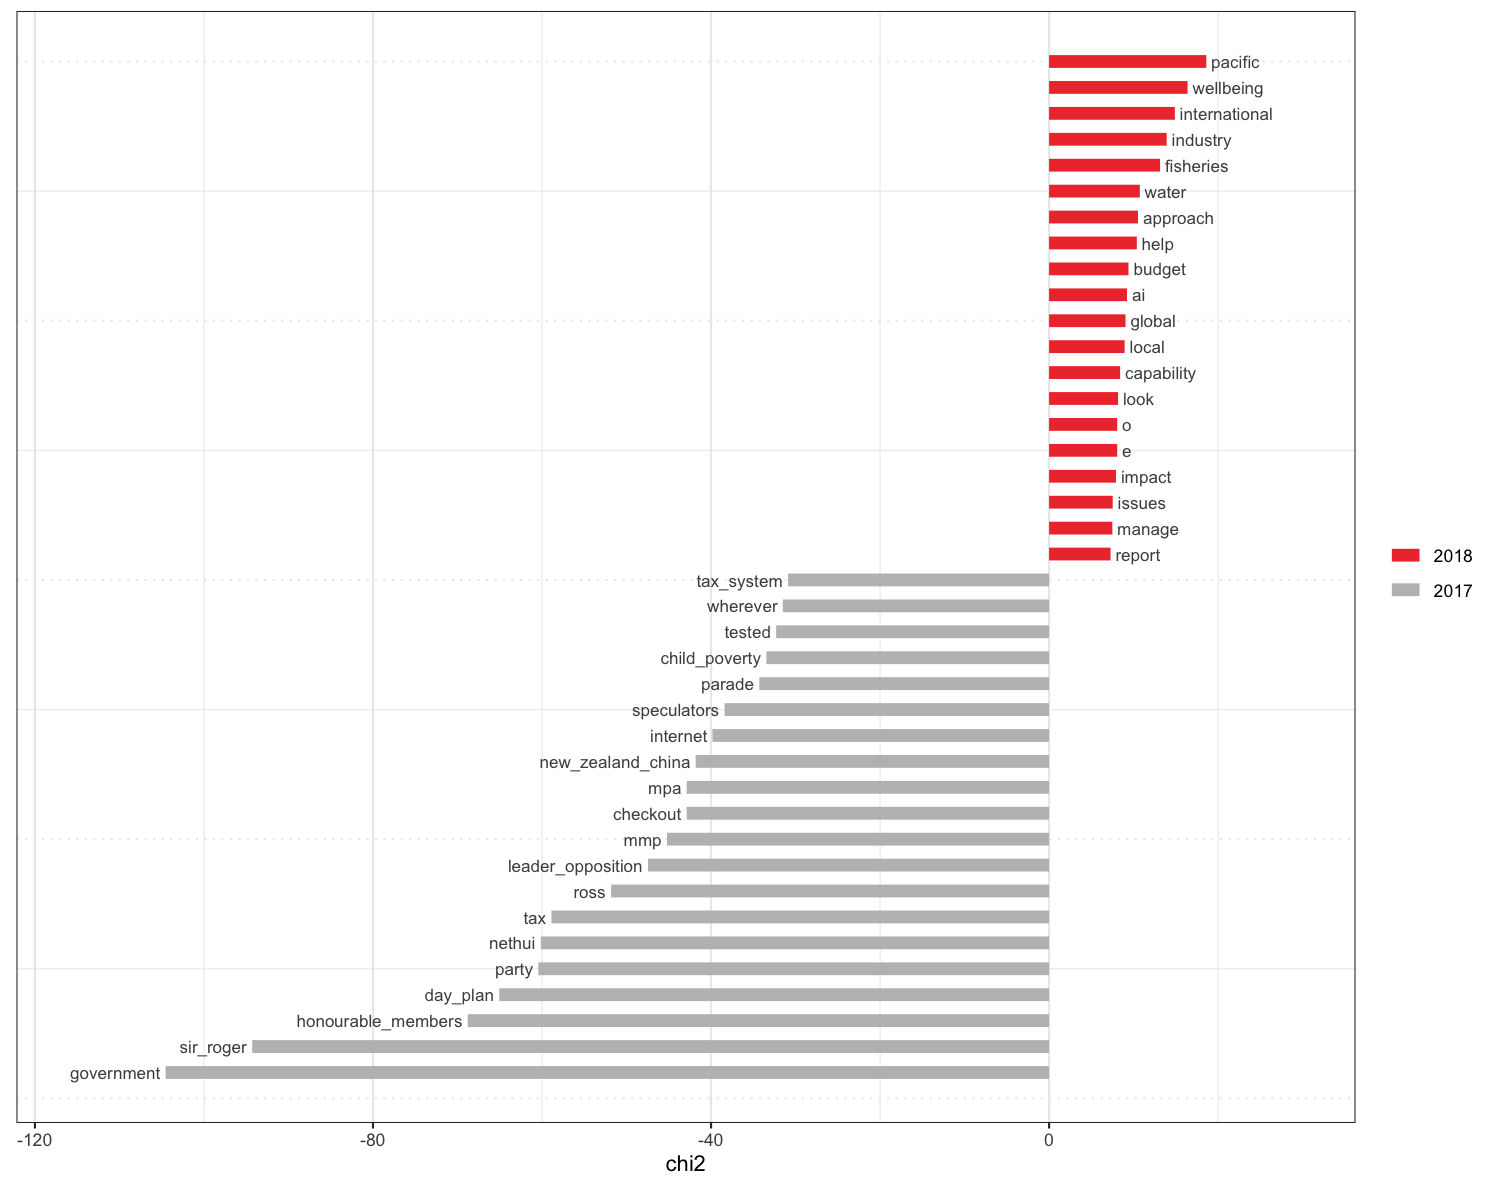 pacific
wellbeing
international
industry
fisheries
water
approach
help
budget
ai
global
local
capability
look
o
e
impact
issues
manage
report
tax_system
wherever
tested
child_poverty
parade
speculators
internet
new_zealand_china
mpa
checkout
mmp
leader_opposition
ross
tax
nethui
party
day_plan
honourable_members
sir_roger
government
2018
2017
-120 -80 -40 0
chi2